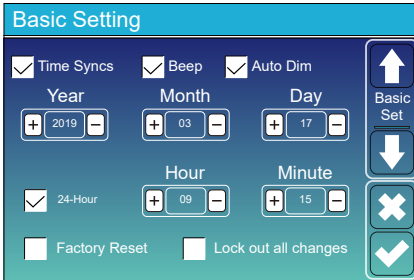 Basic Setting
Time Syncs Beep Auto Dim
Year Month Day
+ 2019 − + 03 − + 17 −
Basic
Set
Hour Minute
24-Hour + 09 − + 15 −
Factory Reset Lock out all changes